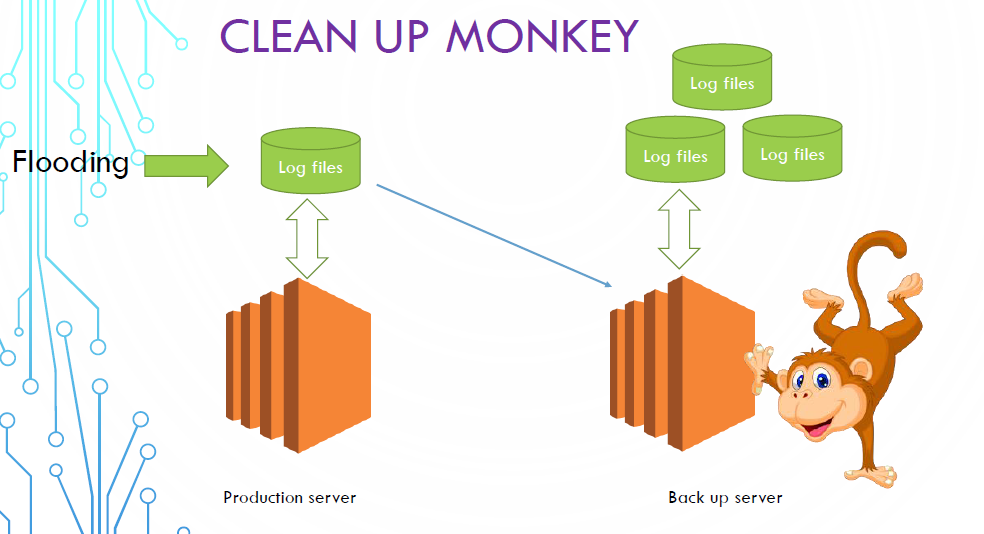 CLEAN UP MONKEY
Log files
Log files
Log files
Flooding
Log files
Production server
Back up server